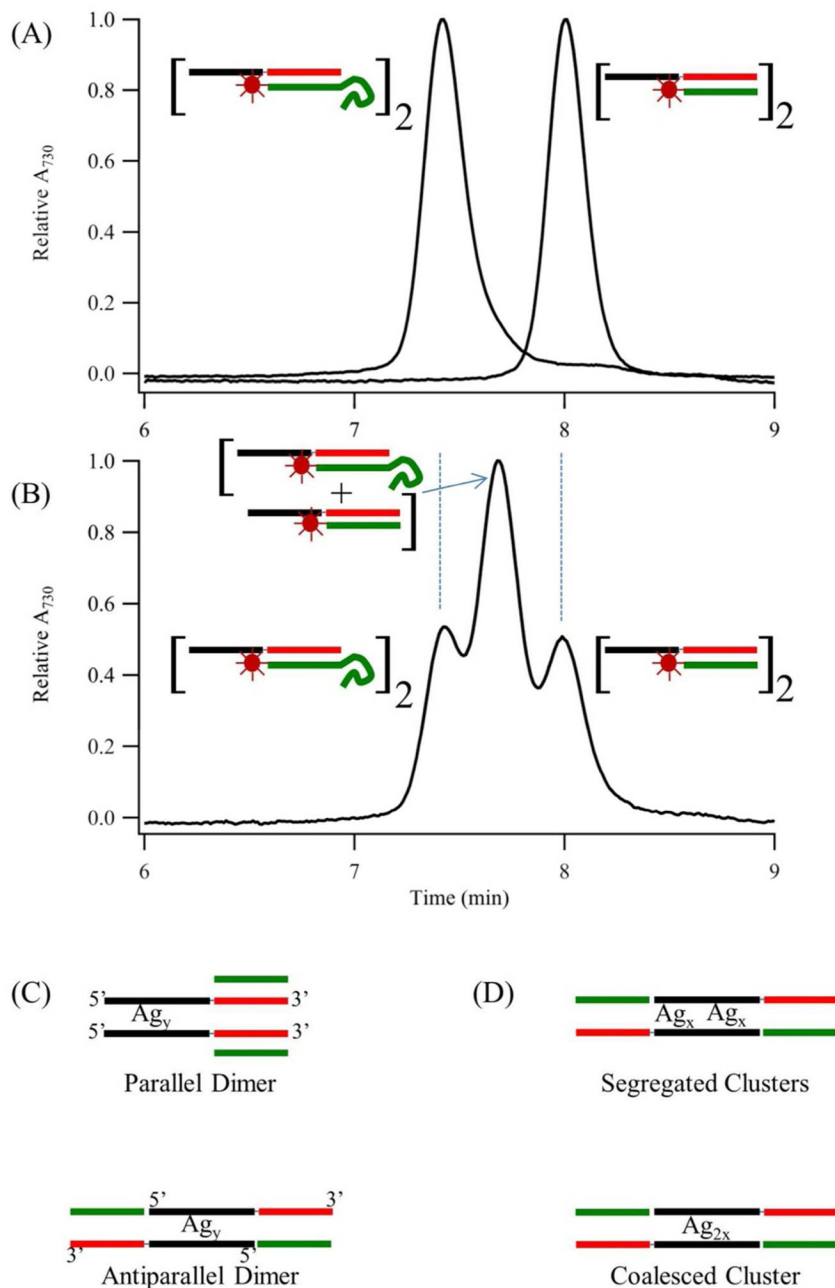 (A)
1.0
0.8
0.6
0.4
0.2
0.0
Relative A730
2
2
6 7 8 9
(B)
1.0
0.8
0.6
0.4
0.2
0.0
Relative A730
+
2
2
6 7 8 9
Time (min)
(C)
5’ 3’
Agy
5’ 3’
Parallel Dimer
5’ 3’
Agy
3’ 5’
Antiparallel Dimer
(D)
Agx Agx
Segregated Clusters
Ag2x
Coalesced Cluster